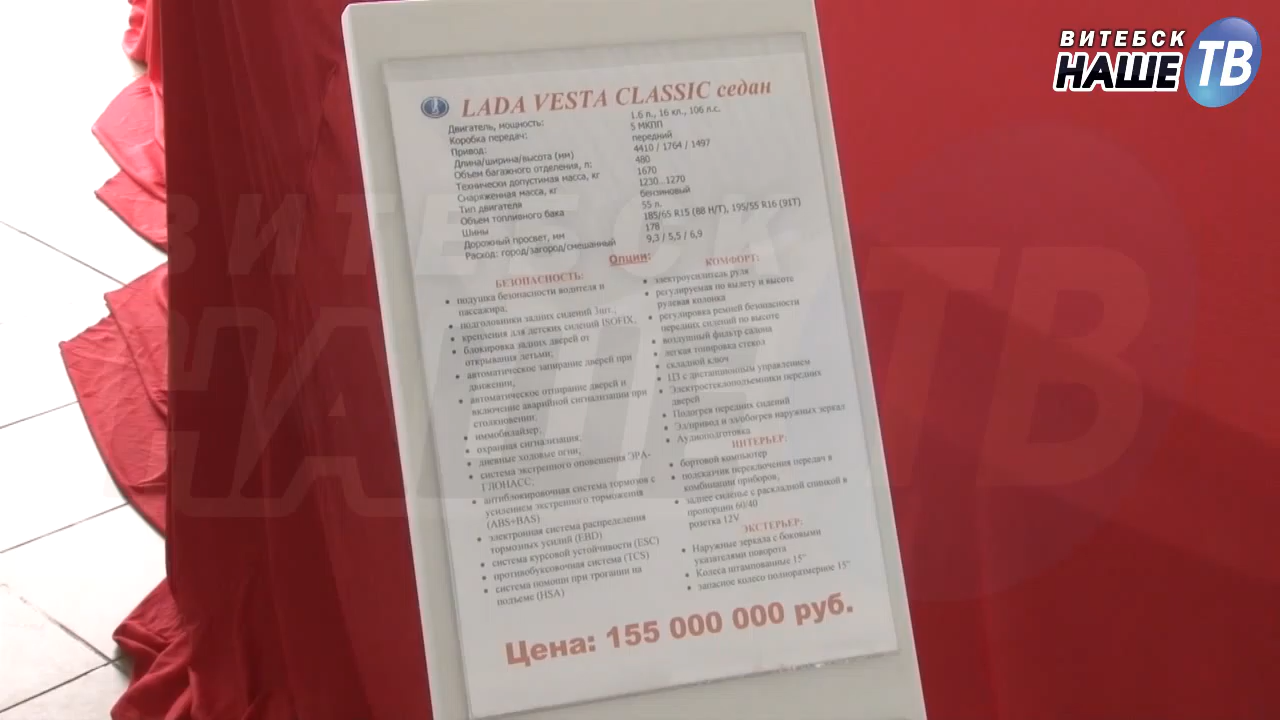 ВИТЕБСК
НАШЕ ТВ
LADA VESTA CLASSIC седан
Двигатель, мощность: 1.6 л., 16 кл., 106 л.с.
Коробка передач: 5 МКПП
Привод: передний
Длина/ширина/высота (мм) 4410 / 1764 / 1497
Объем багажного отделения, л; 480
Технически допустимая масса, кг 1670
Снаряженная масса, кг 1230...1270
Тип двигателя бензиновый
Объем топливного бака 55 л.
Шины 185/65 R15 (88 H/T), 195/55 R16 (91T)
Дорожный просвет, мм 178
Расход: город/загород/смешанный 9,3 / 5,5 / 6,9
Опции:
БЕЗОПАСНОСТЬ:
• подушка безопасности водителя и
пассажира;
• подголовники задних сидений 3шт.;
• крепления для детских сидений ISOFIX;
• блокировка задних дверей от
открывания детьми;
• автоматическое запирание дверей при
движении;
• автоматическое отпирание дверей и
включение аварийной сигнализации при
столкновении;
• иммобилайзер;
• охранная сигнализация;
• дневные ходовые огни;
• система экстренного оповещения ЭРА-
ГЛОНАСС;
• антиблокировочная система тормозов с
усилением экстренного торможения
(ABS+BAS)
• электронная система распределения
тормозных усилий (EBD)
• система курсовой устойчивости (ESC)
• противобуксовочная система (TCS)
• система помощи при трогании на
подъеме (HSA)
КОМФОРТ:
• электроусилитель руля
• регулируемая по вылету и высоте
рулевая колонка
• регулировка ремней безопасности
передних сидений по высоте
• воздушный фильтр салона
• легкая тонировка стекол
• складной ключ
• ЦЗ с дистанционным управлением
• Электростеклоподъемники передних
дверей
• Подогрев передних сидений
• Эл/привод и эл/обогрев наружных зеркал
• Аудиоподготовка
ИНТЕРЬЕР:
• бортовой компьютер
• подсказчик переключения передач в
комбинации приборов,
• заднее сиденье с раскладкой спинкой в
пропорции 60/40
розетка 12V
ЭКСТЕРЬЕР:
• Наружные зеркала с боковыми
указателями поворота
• Колеса штампованные 15"
• запасное колесо полноразмерное 15"
Цена: 155 000 000 руб.
ВИТЕБСК
НАШЕ ТВ